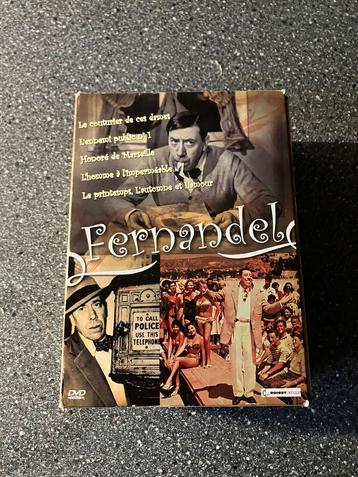 Le couturier de ces dames
L'ennemi public n°1
Honoré de Marseille
L'homme à l'imperméable
Le printemps, L'automne et l'amour
Fernandel
TO CALL
POLICE
USE THIS
TELEPHONE
DVD